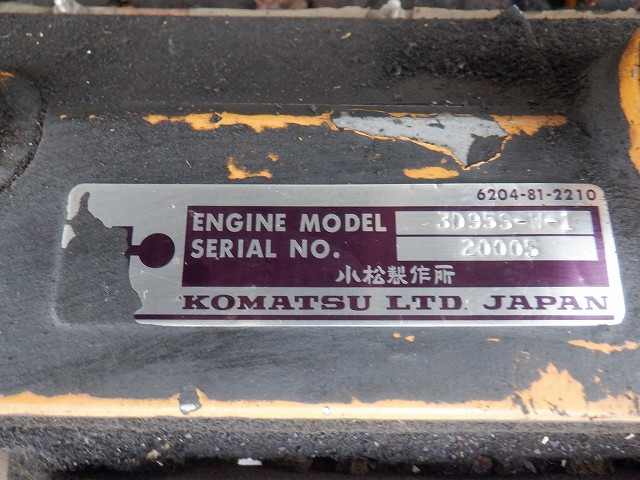 6204-81-2210
ENGINE MODEL 3D95S-W-1
SERIAL NO. 20005
小松製作所
KOMATSU LTD. JAPAN